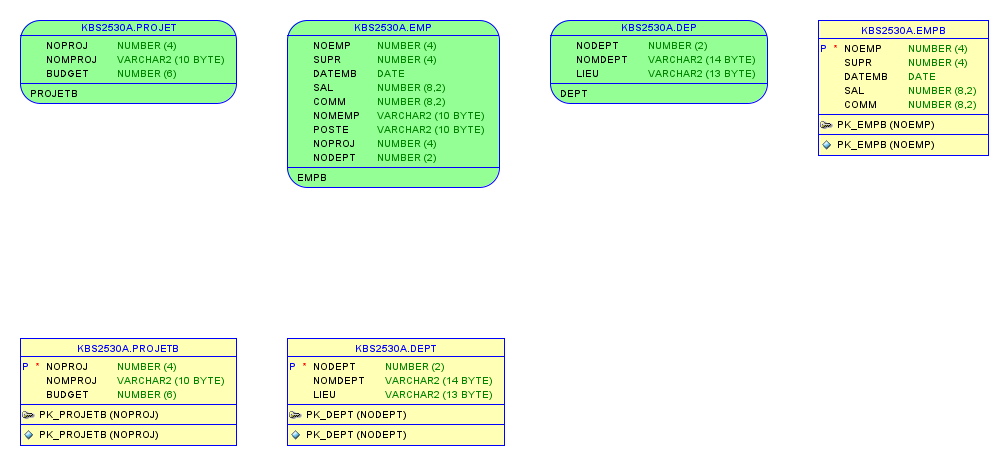 KBS2530A.PROJET
NOPROJ NUMBER (4)
NOMPROJ VARCHAR2 (10 BYTE)
BUDGET NUMBER (6)
PROJETB
KBS2530A.EMP
NOEMP NUMBER (4)
SUPR NUMBER (4)
DATEMB DATE
SAL NUMBER (8,2)
COMM NUMBER (8,2)
NOMEMP VARCHAR2 (10 BYTE)
POSTE VARCHAR2 (10 BYTE)
NOPROJ NUMBER (4)
NODEPT NUMBER (2)
EMPB
KBS2530A.DEP
NODEPT NUMBER (2)
NOMDEPT VARCHAR2 (14 BYTE)
LIEU VARCHAR2 (13 BYTE)
DEPT
KBS2530A.EMPB
P * NOEMP NUMBER (4)
SUPR NUMBER (4)
DATEMB DATE
SAL NUMBER (8,2)
COMM NUMBER (8,2)
PK_EMPB (NOEMP)
PK_EMPB (NOEMP)
KBS2530A.PROJETB
P * NOPROJ NUMBER (4)
NOMPROJ VARCHAR2 (10 BYTE)
BUDGET NUMBER (6)
PK_PROJETB (NOPROJ)
PK_PROJETB (NOPROJ)
KBS2530A.DEPT
P * NODEPT NUMBER (2)
NOMDEPT VARCHAR2 (14 BYTE)
LIEU VARCHAR2 (13 BYTE)
PK_DEPT (NODEPT)
PK_DEPT (NODEPT)